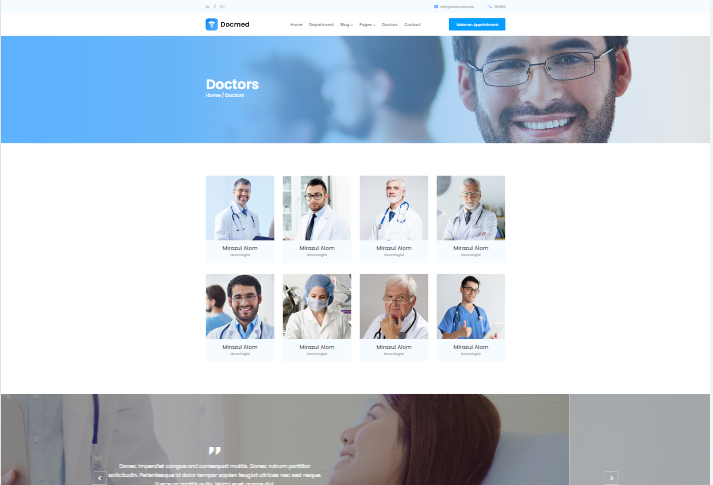 Docmed
Home Department Blog Pages Doctors Contact
Make an Appointment
Doctors
Home / Doctors
Mirazul Alom Mirazul Alom Mirazul Alom Mirazul Alom
Neurologist Neurologist Neurologist Neurologist
Mirazul Alom Mirazul Alom Mirazul Alom Mirazul Alom
Neurologist Neurologist Neurologist Neurologist
Donec imperdiet congue orci consequat mattis. Donec rutrum porttitor
sollicitudin. Pellentesque id dolor tempor sapien feugiat ultrices nec sed neque.